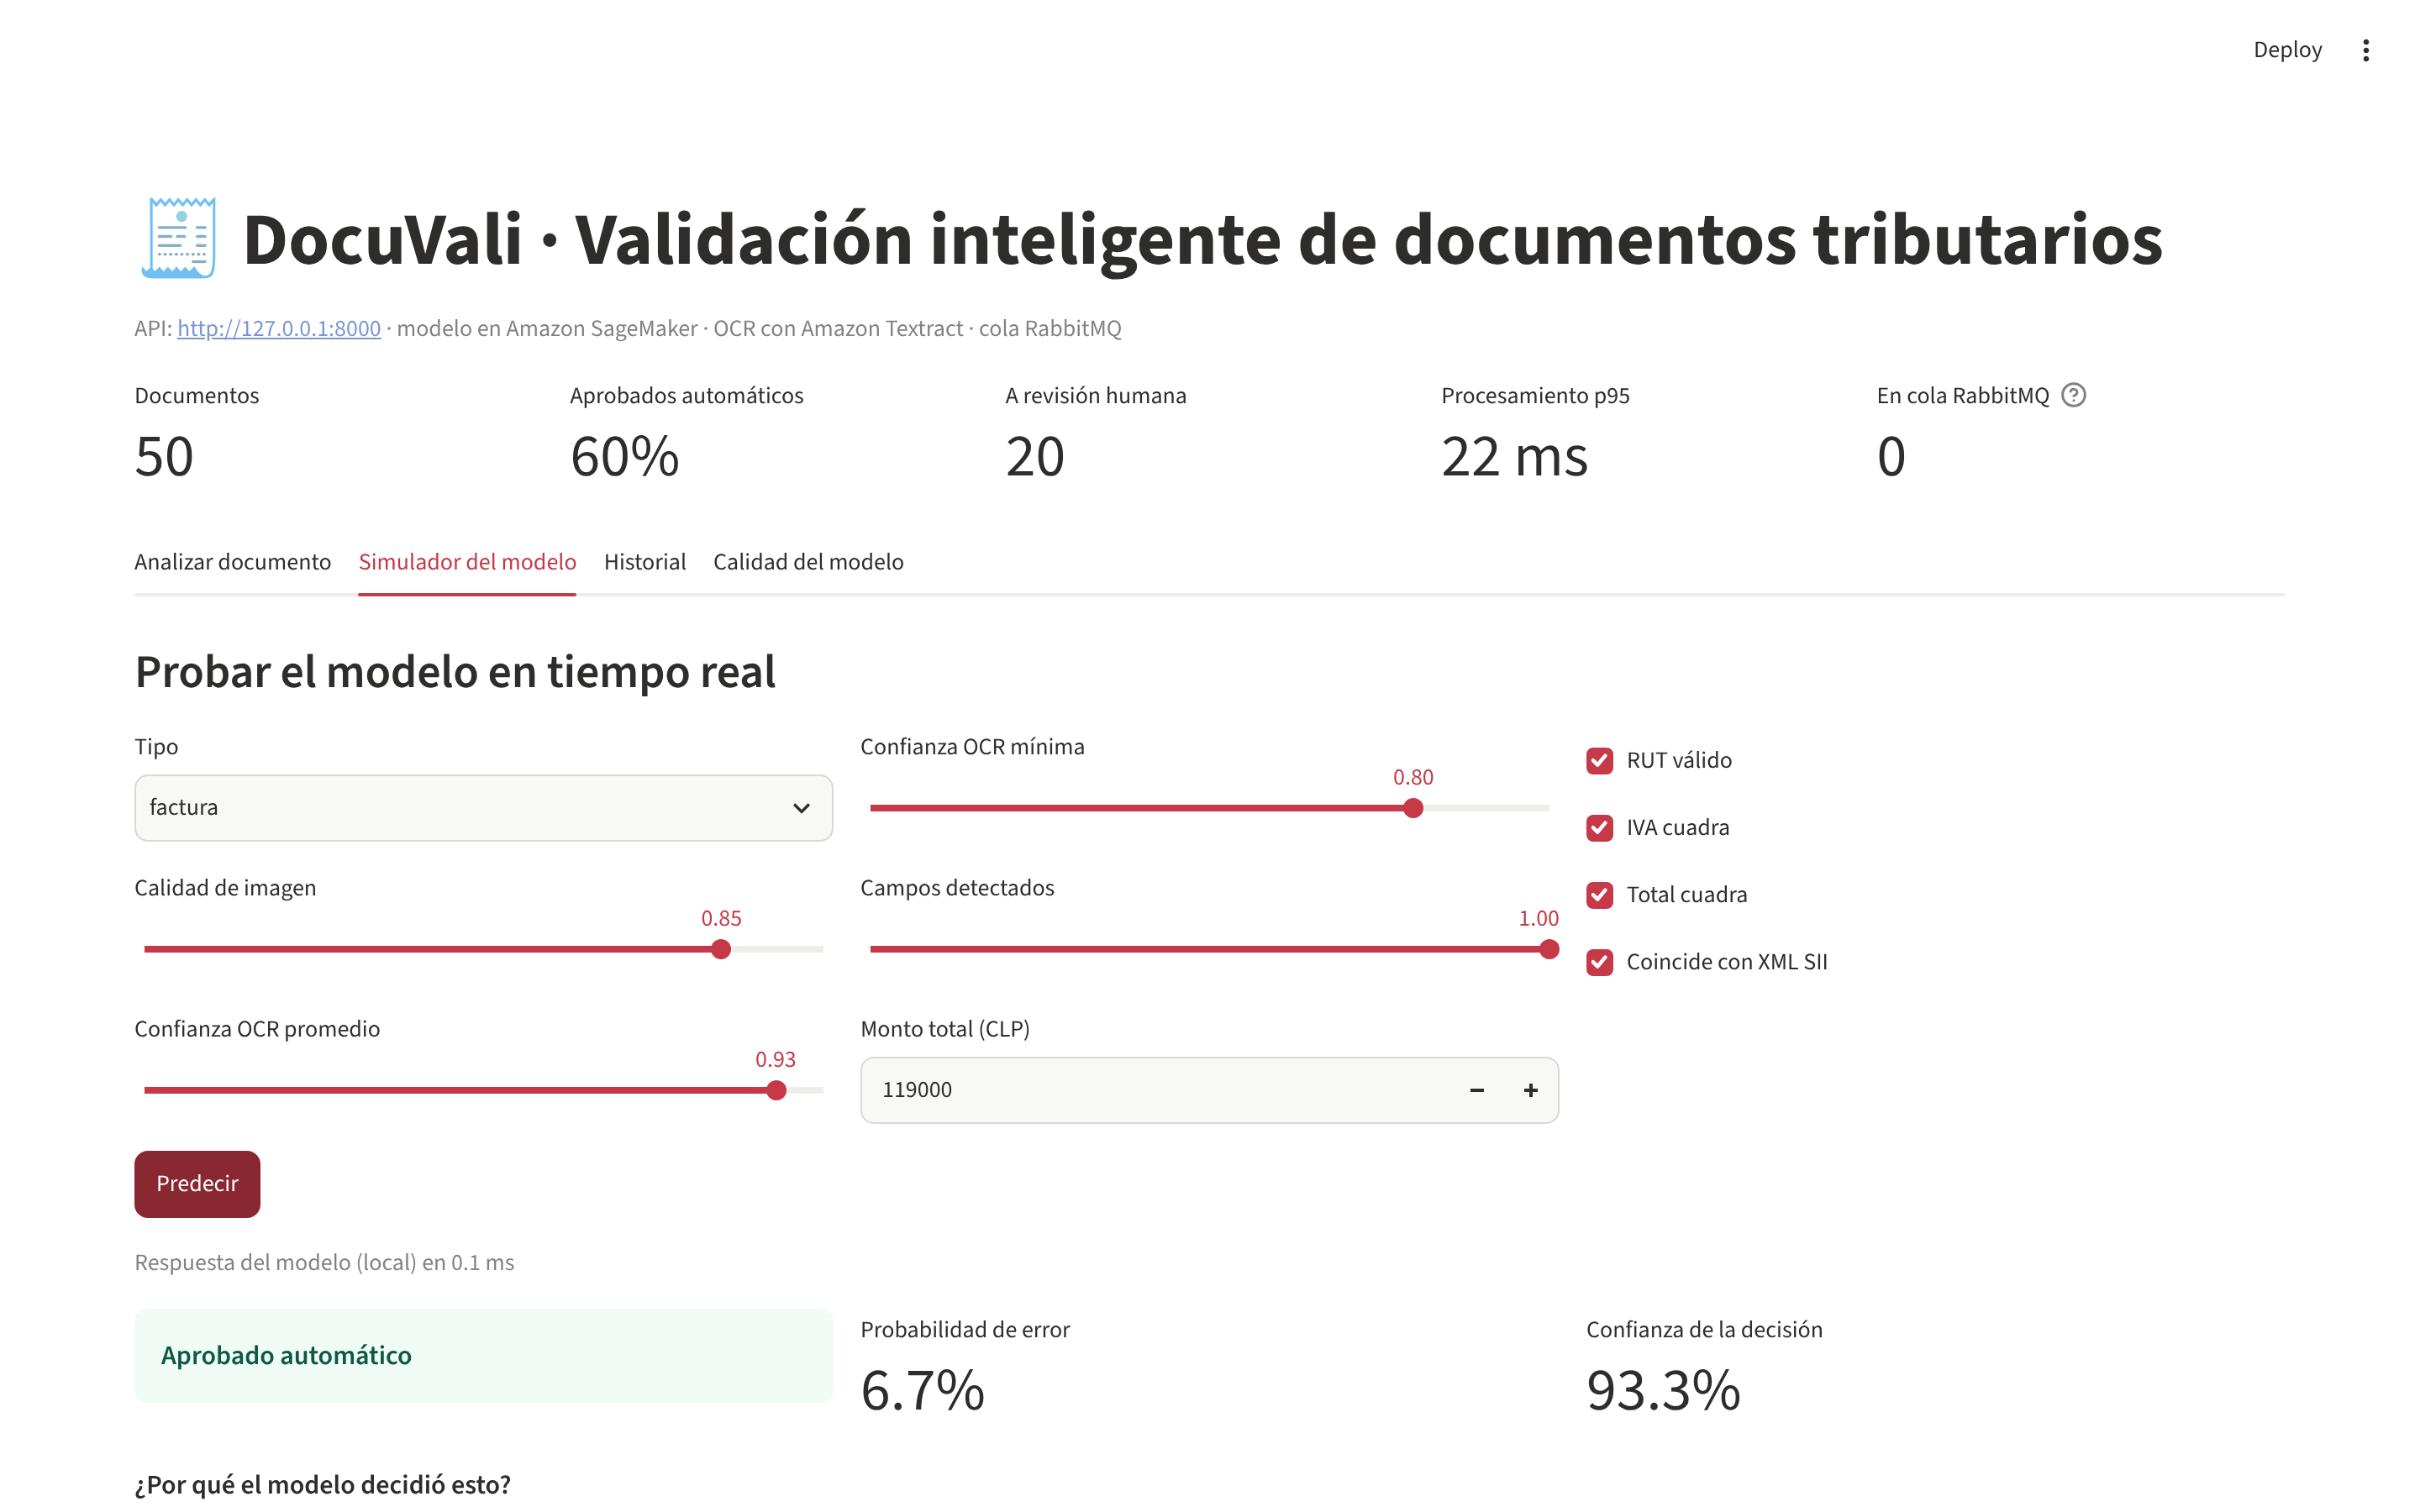 Deploy
DocuVali · Validación inteligente de documentos tributarios
API: http://127.0.0.1:8000 · modelo en Amazon SageMaker · OCR con Amazon Textract · cola RabbitMQ
Documentos
50
Aprobados automáticos
60%
A revisión humana
20
Procesamiento p95
22 ms
En cola RabbitMQ
0
Analizar documento
Simulador del modelo
Historial
Calidad del modelo
Probar el modelo en tiempo real
Tipo
factura
Calidad de imagen
0.85
Confianza OCR promedio
0.93
Confianza OCR mínima
0.80
Campos detectados
1.00
Monto total (CLP)
119000
RUT válido
IVA cuadra
Total cuadra
Coincide con XML SII
Predecir
Respuesta del modelo (local) en 0.1 ms
Aprobado automático
Probabilidad de error
6.7%
Confianza de la decisión
93.3%
¿Por qué el modelo decidió esto?